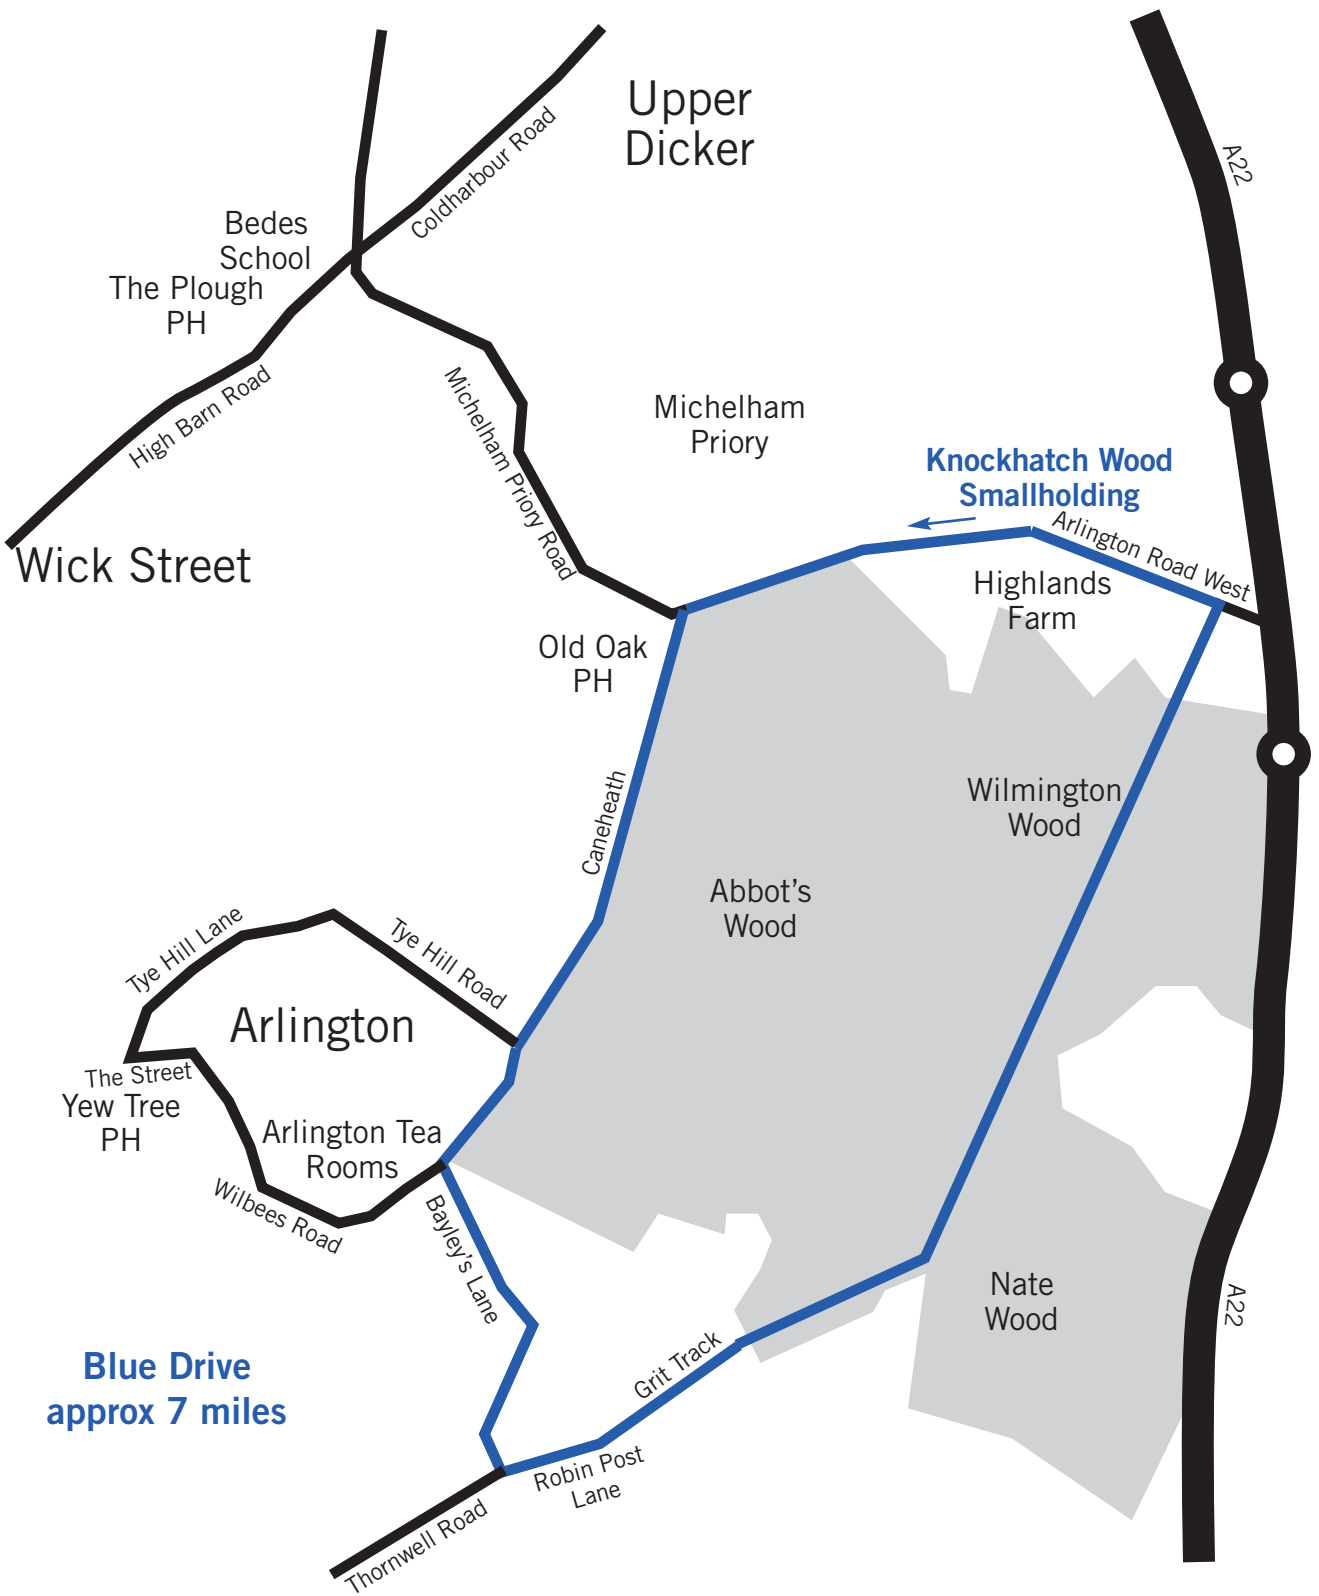 Upper
Dicker
A22
Coldharbour Road
Bedes
School
The Plough
PH
High Barn Road
Michelham Priory Road
Michelham
Priory
Knockhatch Wood
Smallholding
Arlington Road West
Wick Street
Highlands
Farm
Old Oak
PH
Caneheath
Wilmington
Wood
Abbot's
Wood
Tye Hill Lane
Tye Hill Road
Arlington
The Street
Yew Tree
PH
Arlington Tea
Rooms
Wilbees Road
Bayley's Lane
Nate
Wood
A22
Grit Track
Blue Drive
approx 7 miles
Robin Post
Lane
Thornwell Road